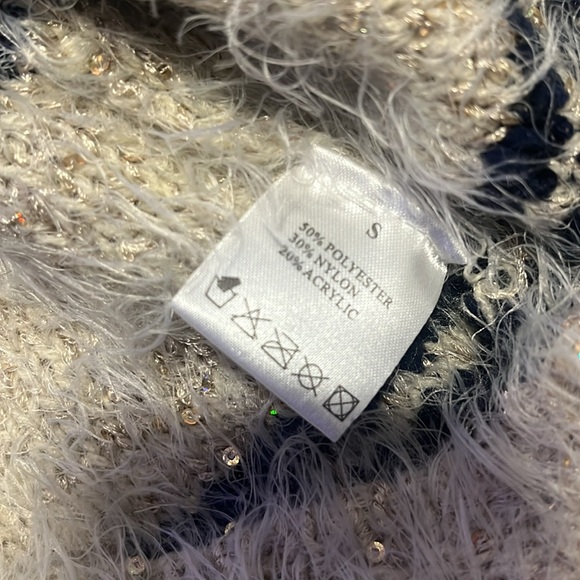 S
50% POLYESTER
30% NYLON
20% ACRYLIC